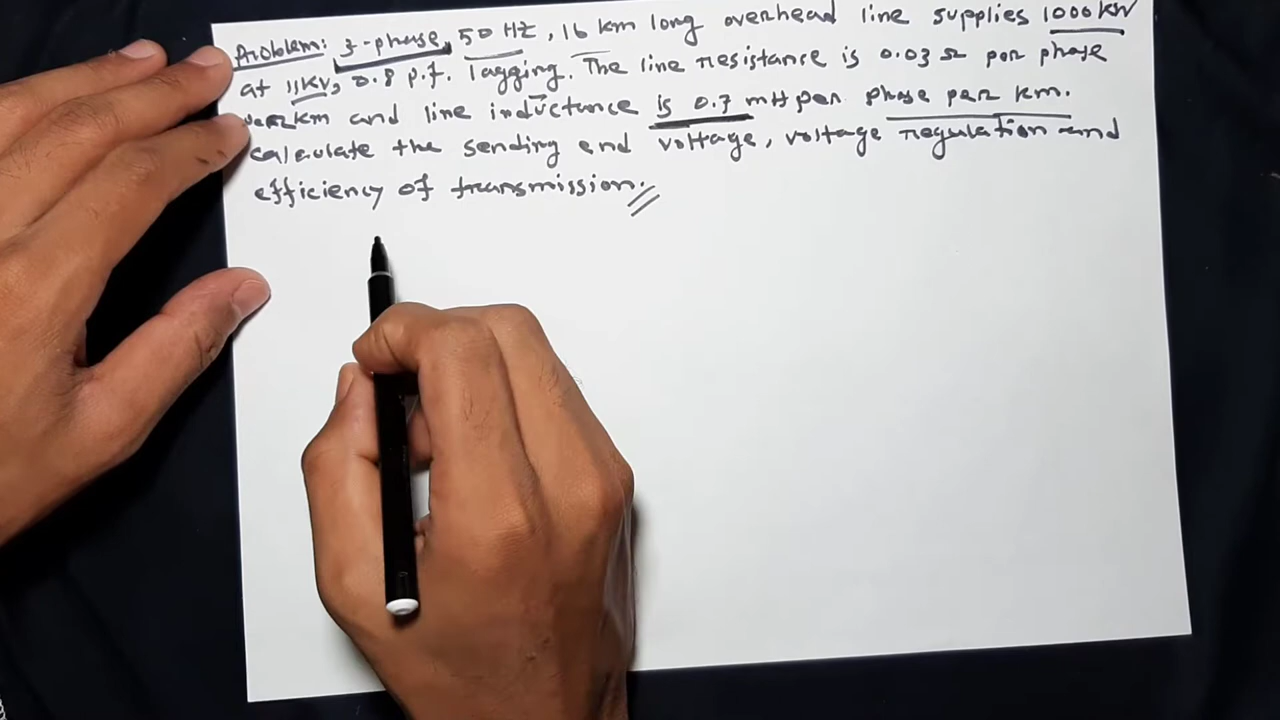 Problem: 3-phase, 50 Hz, 16 km long overhead line supplies 1000 kW
at 11kV, 0.8 p.f. lagging. The line resistance is 0.03 Ω per phase
per km and line inductance is 0.7 mH per phase per km.
calculate the sending end voltage, voltage regulation and
efficiency of transmission.